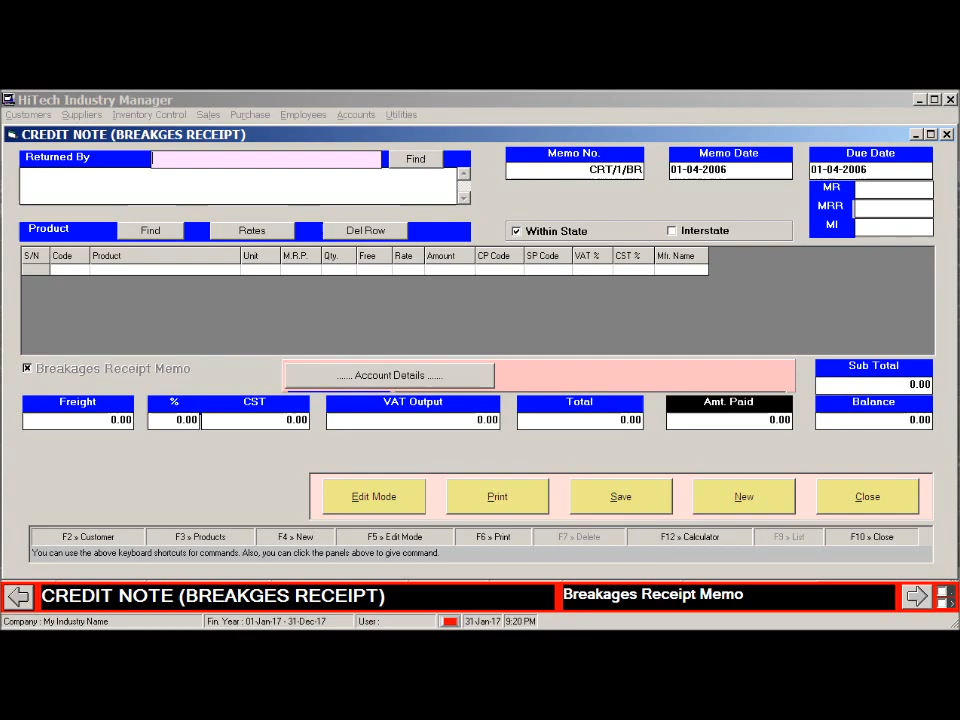 HiTech Industry Manager
Customers Suppliers Inventory Control Sales Purchase Employees Accounts Utilities
CREDIT NOTE (BREAKGES RECEIPT)
Returned By Find Memo No. Memo Date Due Date
CRT/1/BR 01-04-2006 01-04-2006
MR
MRR
MI
Product Find Rates Del Row Within State Interstate
S/N Code Product Unit M.R.P. Qty. Free Rate Amount CP Code SP Code VAT % CST % Mfr. Name
Breakages Receipt Memo ...... Account Details ..... Sub Total
0.00
Freight % CST VAT Output Total Amt. Paid Balance
0.00 0.00 0.00 0.00 0.00 0.00 0.00
Edit Mode Print Save New Close
F2 » Customer F3 » Products F4 » New F5 » Edit Mode F6 » Print F7 » Delete F12 » Calculator F9 » List F10 » Close
'You can use the above keyboard shortcuts for commands. Also, you can click the panels above to give command.
CREDIT NOTE (BREAKGES RECEIPT) Breakages Receipt Memo
Company : My Industry Name Fin. Year : 01-Jan-17 - 31-Dec-17 User : 31-Jan-17 9:20 PM